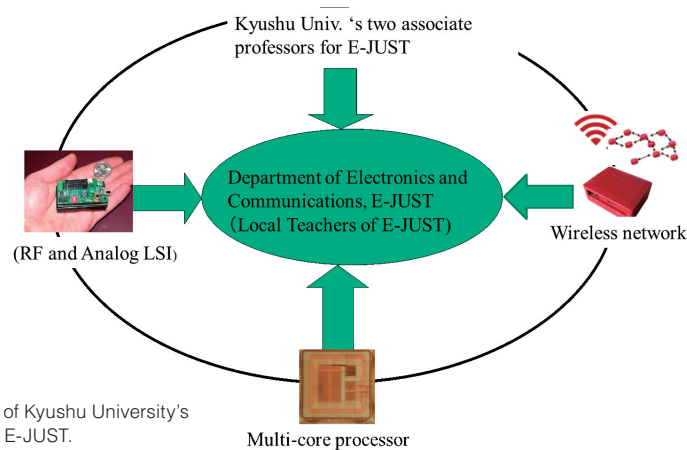 Kyushu Univ. ‘s two associate
professors for E-JUST
Department of Electronics and
Communications, E-JUST
(Local Teachers of E-JUST)
(RF and Analog LSI)
Wireless network
of Kyushu University's
E-JUST.
Multi-core processor